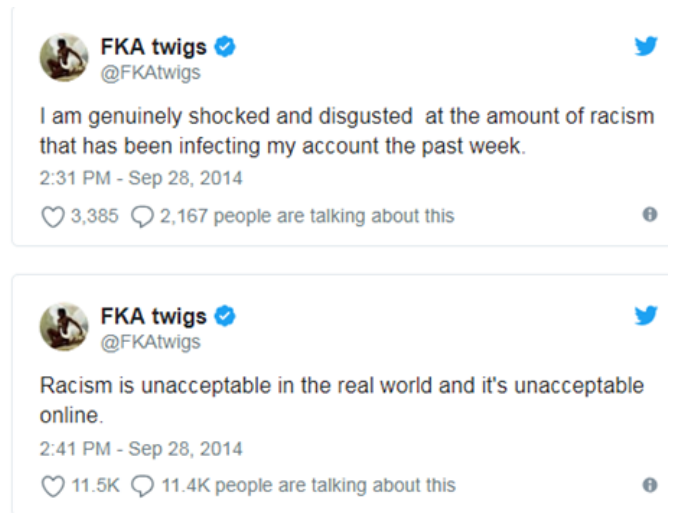 FKA twigs
@FKAtwigs
I am genuinely shocked and disgusted  at the amount of racism
that has been infecting my account the past week.
2:31 PM - Sep 28, 2014
3,385 2,167 people are talking about this
FKA twigs
@FKAtwigs
Racism is unacceptable in the real world and it's unacceptable
online.
2:41 PM - Sep 28, 2014
11.5K 11.4K people are talking about this